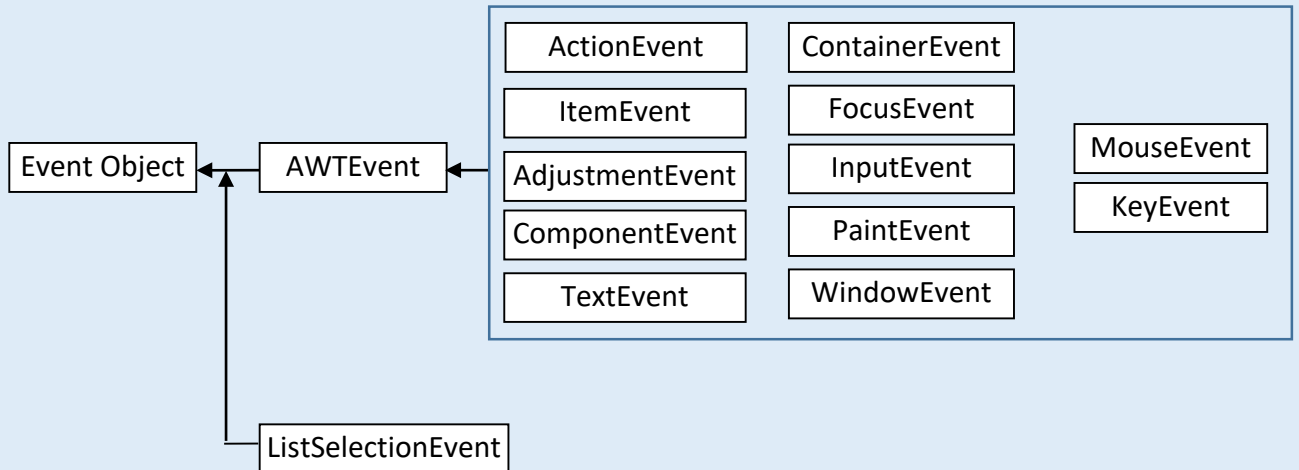 Event Object
AWTEvent
ActionEvent
ItemEvent
AdjustmentEvent
ComponentEvent
TextEvent
ContainerEvent
FocusEvent
InputEvent
PaintEvent
WindowEvent
MouseEvent
KeyEvent
ListSelectionEvent